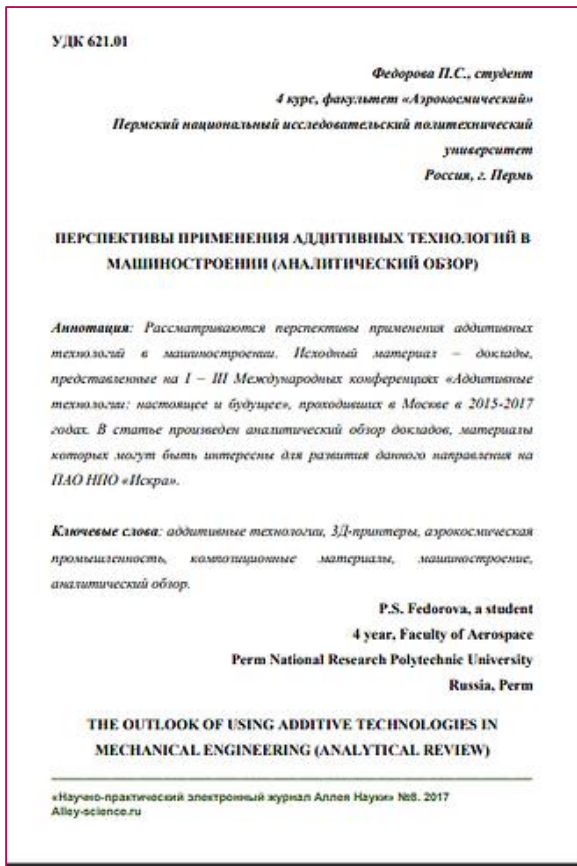 УДК 621.01
Федорова П.С., студент
4 курс, факультет «Аэрокосмический»
Пермский национальный исследовательский политехнический
университет
Россия, г. Пермь
ПЕРСПЕКТИВЫ ПРИМЕНЕНИЯ АДДИТИВНЫХ ТЕХНОЛОГИЙ В
МАШИНОСТРОЕНИИ (АНАЛИТИЧЕСКИЙ ОБЗОР)
Аннотация: Рассматриваются перспективы применения аддитивных
технологий в машиностроении. Исходный материал – доклады,
представленные на I – III Международных конференциях «Аддитивные
технологии: настоящее и будущее», проходивших в Москве в 2015-2017
годах. В статье произведен аналитический обзор докладов, материалы
которых могут быть интересны для развития данного направления на
ПАО НПО «Искра».
Ключевые слова: аддитивные технологии, 3Д-принтеры, аэрокосмическая
промышленность, композиционные материалы, машиностроение,
аналитический обзор.
P.S. Fedorova, a student
4 year, Faculty of Aerospace
Perm National Research Polytechnic University
Russia, Perm
THE OUTLOOK OF USING ADDITIVE TECHNOLOGIES IN
MECHANICAL ENGINEERING (ANALYTICAL REVIEW)
«Научно-практический электронный журнал Аллея Науки» №8. 2017
Alley-science.ru